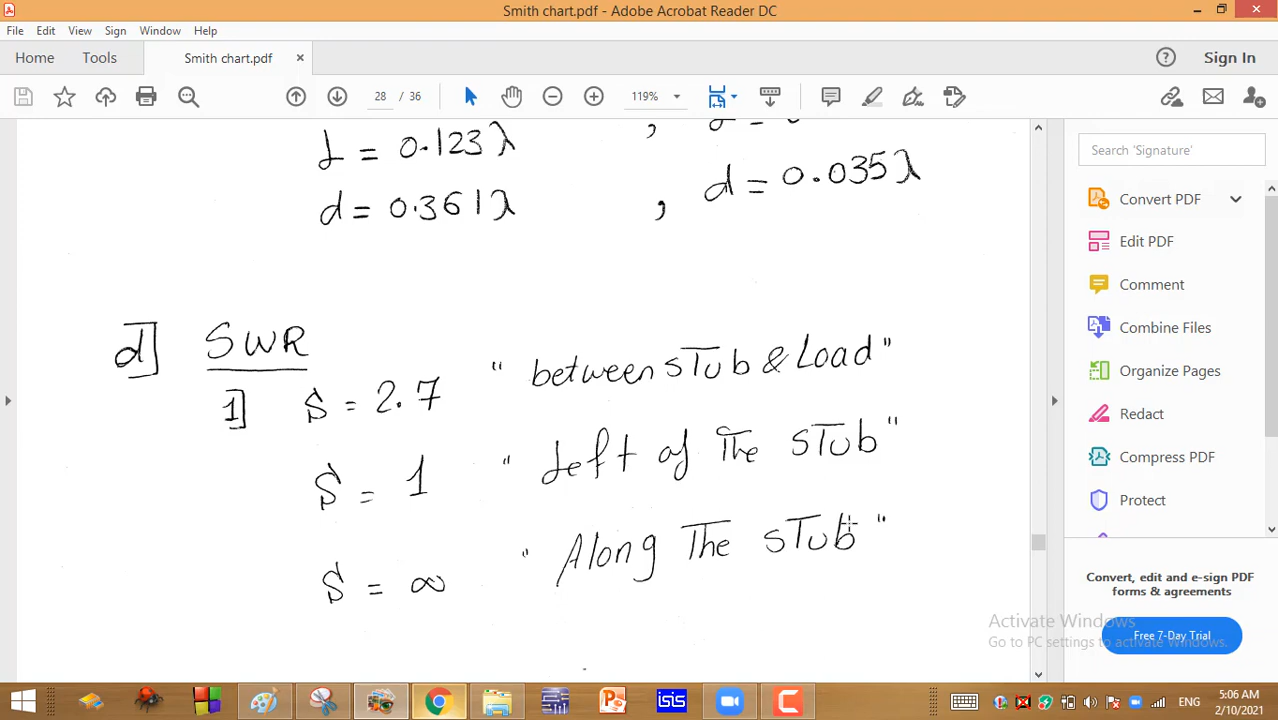 Smith chart.pdf - Adobe Acrobat Reader DC
File Edit View Sign Window Help
Home Tools Smith chart.pdf × Sign In
28 / 36 119%
L = 0.123λ ,
d = 0.361λ , d = 0.035λ
d] SWR
1] S = 2.7 " between sTub & Load "
S = 1 " Left of The sTub "
S = ∞ " Along The sTub "
Search 'Signature'
Convert PDF
Edit PDF
Comment
Combine Files
Organize Pages
Redact
Compress PDF
Protect
Convert, edit and e-sign PDF
forms & agreements
Free 7-Day Trial
Activate Windows
Go to PC settings to activate Windows.
isis
ENG
5:06 AM
2/10/2021